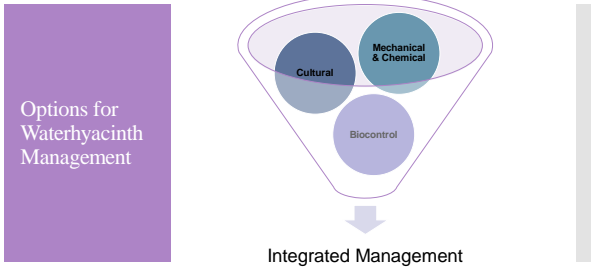 Options for
Waterhyacinth
Management
Cultural
Mechanical
& Chemical
Biocontrol
Integrated Management